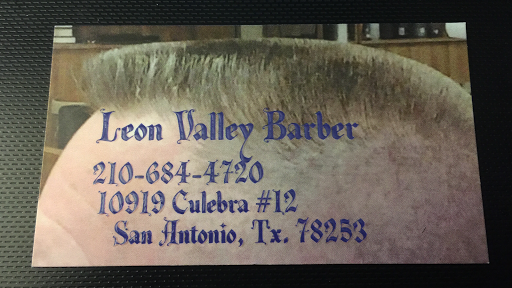 Leon Valley Barber
210-684-4720
10919 Culebra #12
San Antonio, Tx. 78253